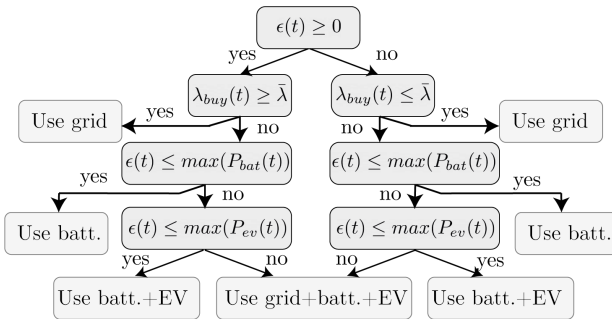 ϵ(t) ≥ 0
yes no
λ_buy(t) ≥ λ̄ λ_buy(t) ≤ λ̄
Use grid yes no no yes Use grid
ϵ(t) ≤ max(P_bat(t)) ϵ(t) ≤ max(P_bat(t))
yes no no yes
Use batt. ϵ(t) ≤ max(P_ev(t)) ϵ(t) ≤ max(P_ev(t)) Use batt.
yes no no yes
Use batt.+EV Use grid+batt.+EV Use batt.+EV